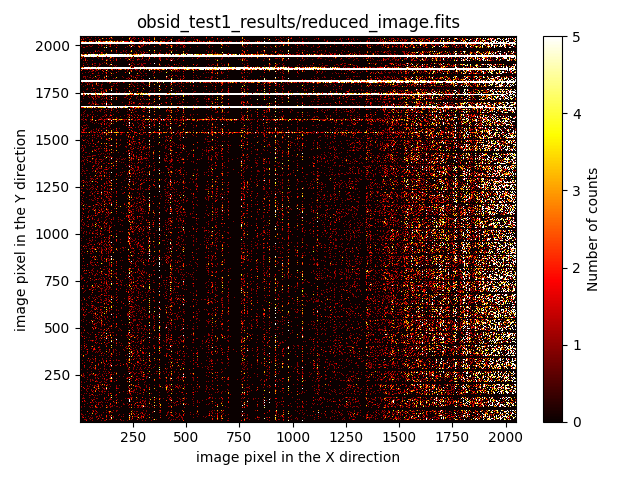 obsid_test1_results/reduced_image.fits
2000
1750
1500
1250
1000
750
500
250
image pixel in the Y direction
250 500 750 1000 1250 1500 1750 2000
image pixel in the X direction
5
4
3
2
1
0
Number of counts